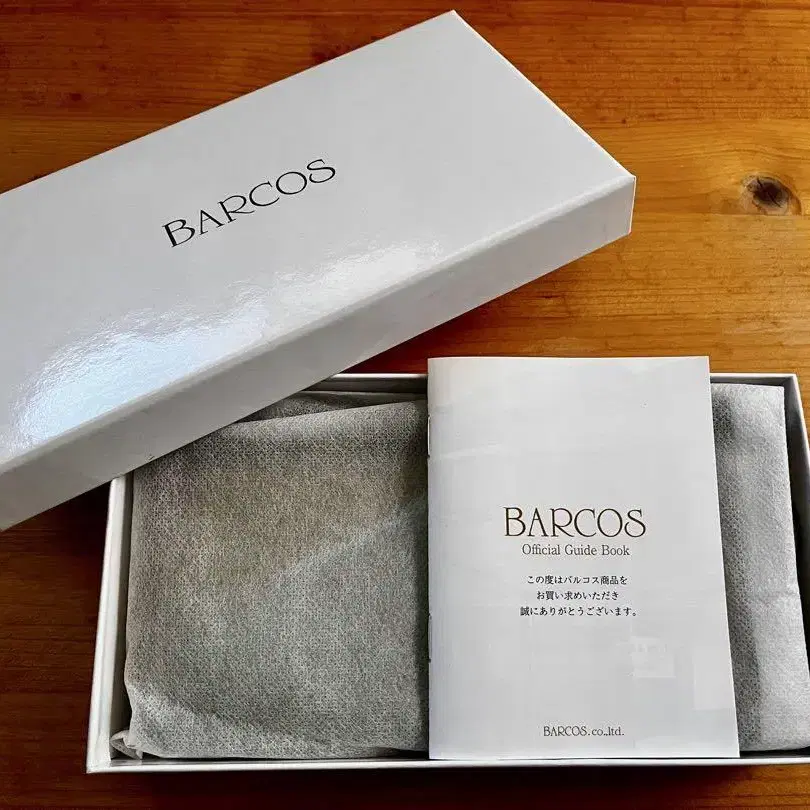 BARCOS
BARCOS
Official Guide Book
この度はバルコス商品を
お買い求めいただき
誠にありがとうございます。
BARCOS.co.,ltd.